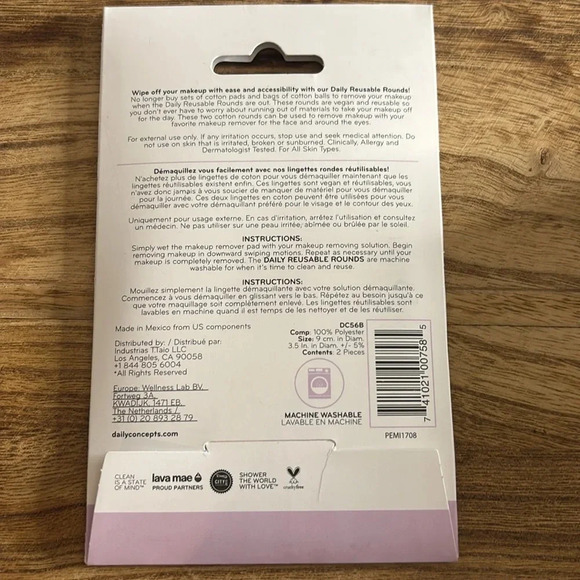 Wipe off your makeup with ease and accessibility with our Daily Reusable Rounds!
No longer buy sets of cotton pads and bags of cotton balls to remove your makeup
when the Daily Reusable Rounds are out. These rounds are vegan and reusable so
you don't ever have to worry about running out of materials to take your makeup off
for the day. These two cotton rounds can be used to remove makeup with your
favorite makeup remover for the face and around the eyes.
For external use only. If any irritation occurs, stop use and seek medical attention. Do
not use on skin that is irritated, broken or sunburned. Clinically, Allergy and
Dermatologist Tested. For All Skin Types.
Démaquillez vous facilement avec nos lingettes rondes réutilisables!
N'achetez plus de lingettes de coton pour vous démaquiller maintenant que les
lingettes réutilisables existent enfin. Ces lingettes sont vegan et réutilisables, vous
n'avez donc jamais à vous soucier de manquer de matériel pour vous démaquiller
pour la journée. Ces deux lingettes en coton peuvent être utilisées pour vous
démaquiller avec votre démaquillant préféré pour le visage et le contour des yeux.
Uniquement pour usage externe. En cas d'irritation, arrêtez l'utilisation et consultez
un médecin. Ne pas utiliser sur une peau irritée, abîmée ou brûlée par le soleil.
INSTRUCTIONS:
Simply wet the makeup remover pad with your makeup removing solution. Begin
removing makeup in downward swiping motions. Repeat as necessary until your
makeup is completely removed. The DAILY REUSABLE ROUNDS are machine
washable for when it's time to clean and reuse.
INSTRUCTIONS:
Mouillez simplement la lingette démaquillante avec votre solution démaquillante.
Commencez à vous démaquiller en glissant vers le bas. Répétez au besoin jusqu'à ce
que votre maquillage soit complètement enlevé. Les lingettes réutilisables sont
lavables en machine quand il est temps de les nettoyer et de les réutiliser.
Made in Mexico from US components
Distributed by: / Distribué par:
Industrias T.Taio LLC
Los Angeles, CA 90058
+1 844 805 6004
*All Rights Reserved
Europe: Wellness Lab BV.
Fortweg 3A,
KWADIJK, 1471 EB.
The Netherlands /
+31 (0) 20 893 28 79
dailyconcepts.com
DC56B
Comp: 100% Polyester
Size: 9 cm. in Diam.
3.5 in. Diam, +/- 5%
Contents: 2 Pieces
MACHINE WASHABLE
LAVABLE EN MACHINE
7 41021 00758 5
PEMI1708
CLEAN
IS A STATE
OF MIND™
lava mae
PROUD PARTNERS
SHOWER
THE WORLD
WITH LOVE™
crueltyfree